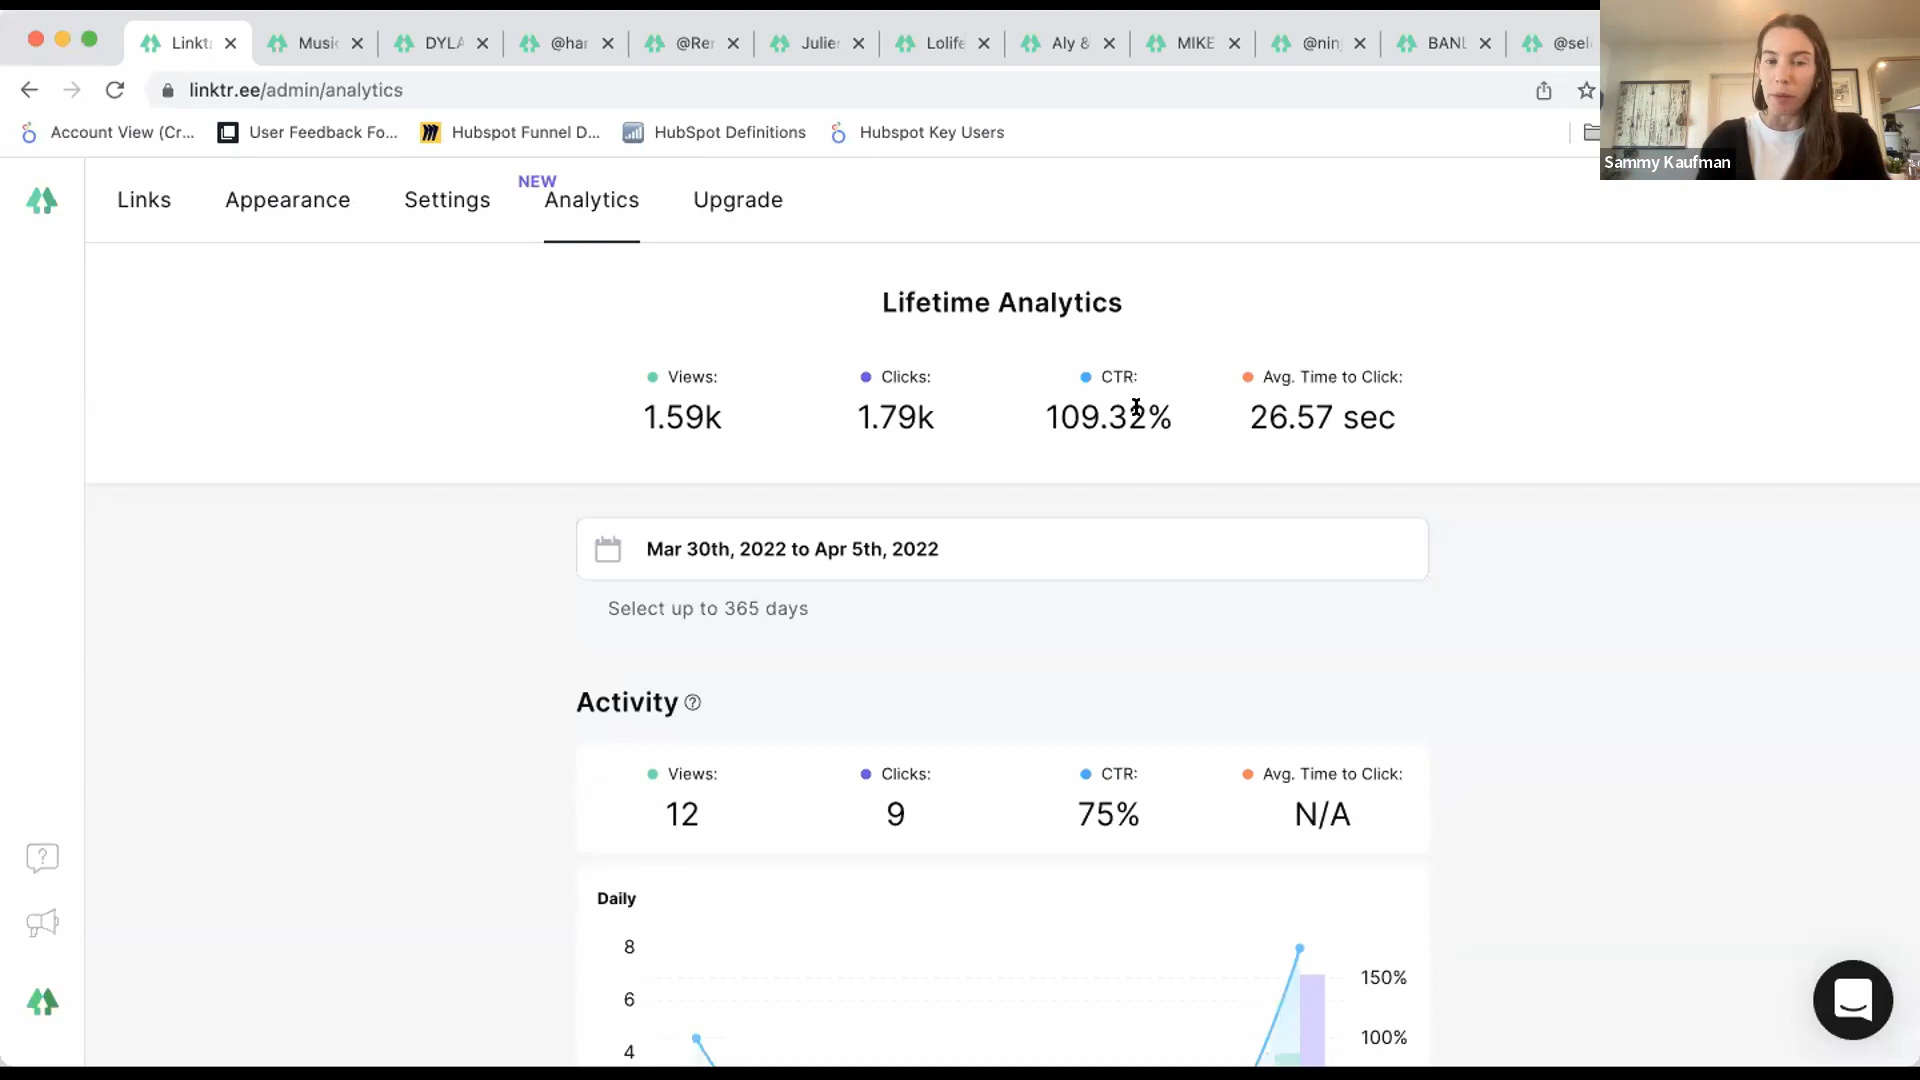 Linkt
Music
DYLA
@har
@Rer
Julier
Lolife
Aly &
MIKE
@nin
BANL
@sel
linktr.ee/admin/analytics
Account View (Cr...
User Feedback Fo...
Hubspot Funnel D...
HubSpot Definitions
Hubspot Key Users
Sammy Kaufman
Links
Appearance
Settings
NEW
Analytics
Upgrade
Lifetime Analytics
Views:
Clicks:
CTR:
Avg. Time to Click:
1.59k
1.79k
109.32%
26.57 sec
Mar 30th, 2022 to Apr 5th, 2022
Select up to 365 days
Activity ?
Views:
Clicks:
CTR:
Avg. Time to Click:
12
9
75%
N/A
Daily
8
150%
6
100%
4